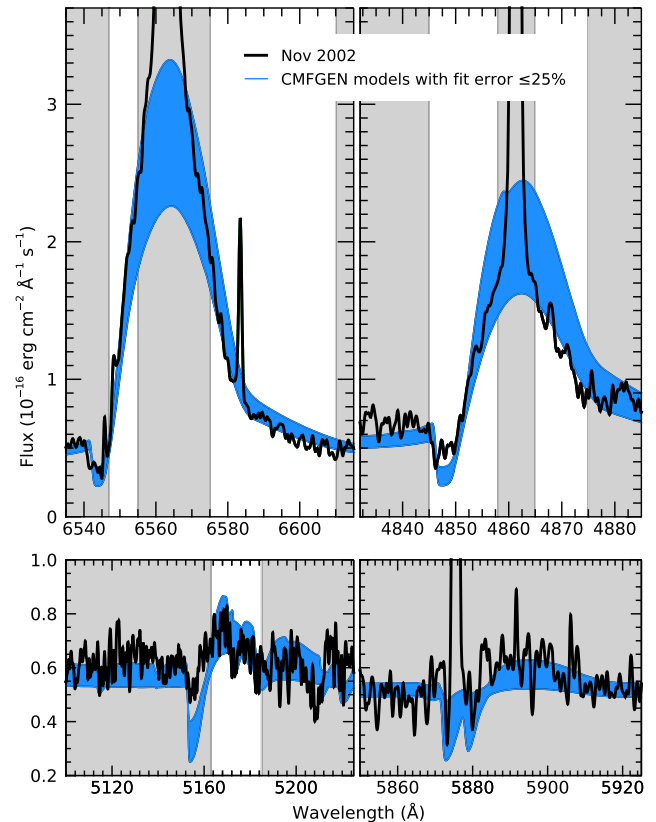 Nov 2002
CMFGEN models with fit error ≤25%
3
2
1
0
Flux (10⁻¹⁶ erg cm⁻² Å⁻¹ s⁻¹)
6540 6560 6580 6600
4840 4850 4860 4870 4880
1.0
0.8
0.6
0.4
0.2
5120 5160 5200
5860 5880 5900 5920
Wavelength (Å)